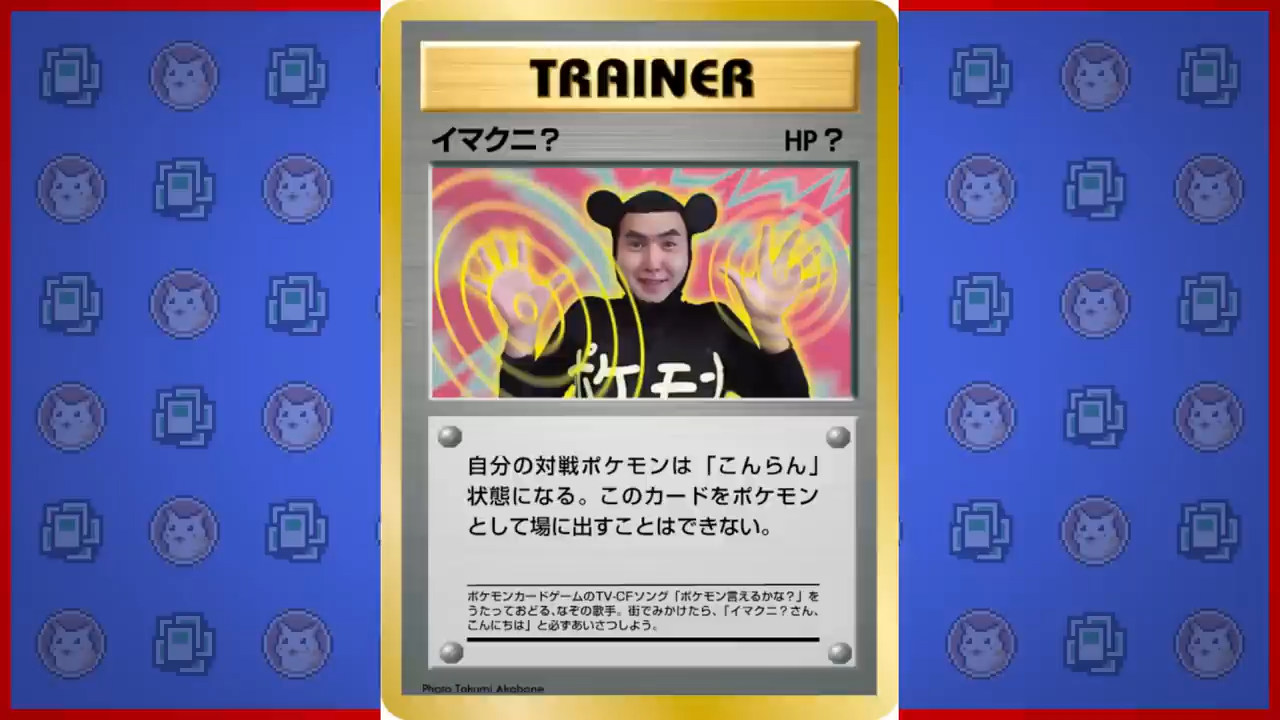 TRAINER
イマクニ？ HP？
ポケモン
自分の対戦ポケモンは「こんらん」
状態になる。このカードをポケモン
として場に出すことはできない。
ポケモンカードゲームのTV-CFソング「ポケモン言えるかな？」を
うたっておどる、なぞの歌手。街でみかけたら、「イマクニ？さん、
こんにちは」と必ずあいさつしよう。
Photo Takumi Akabane